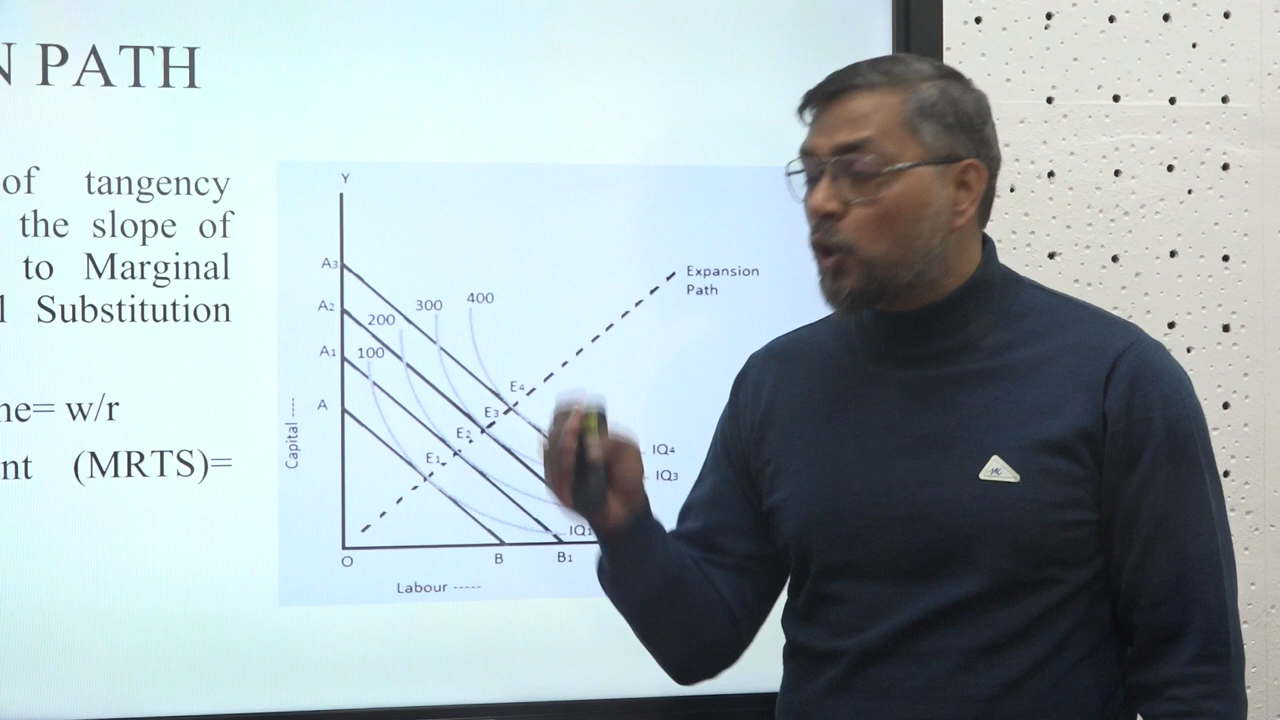 N PATH
of tangency
the slope of
to Marginal
Substitution
ne= w/r
nt (MRTS)=
Y
A3
A2
A1
A
Capital ----
100
200
300
400
E4
E3
E2
E1
Expansion
Path
IQ4
IQ3
IQ1
O
B
B1
Labour -----